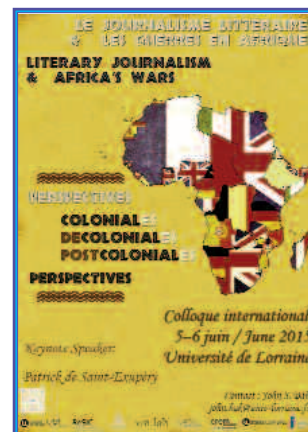 LE JOURNALISME LITTERAIRE
& LES GUERRES EN AFRIQUE
LITERARY JOURNALISM
& AFRICA'S WARS
PERSPECTIVES
COLONIALES
DECOLONIALES
POSTCOLONIALES
PERSPECTIVES
Colloque international
5–6 juin / June 2015
Université de Lorraine
Keynote Speaker:
Patrick de Saint-Exupéry
Contact : John S.